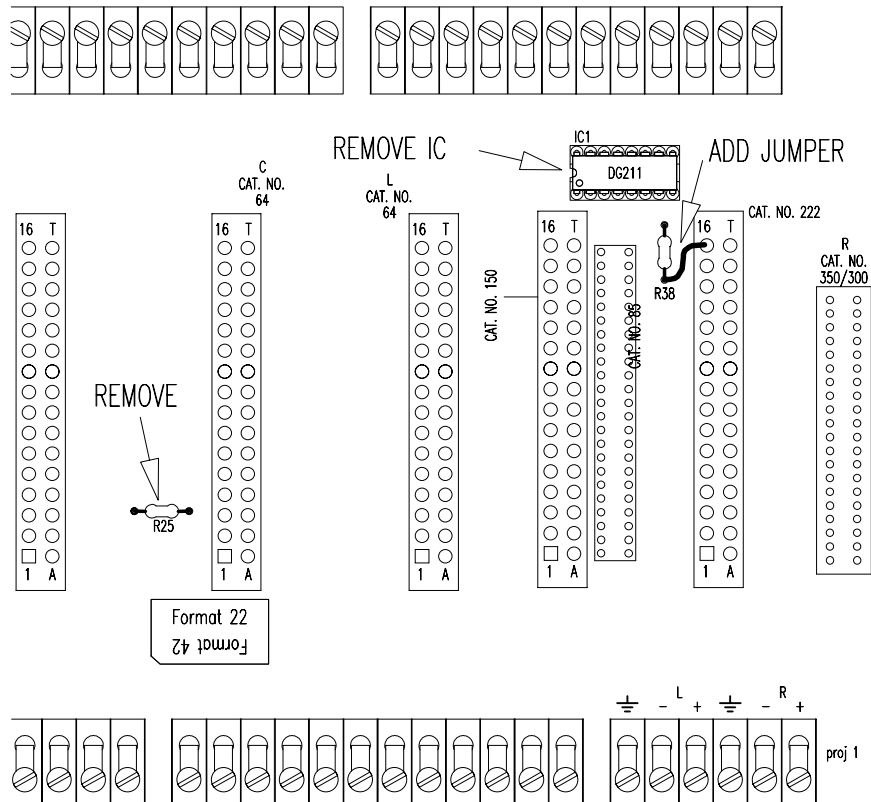 REMOVE IC
IC1
DG211
ADD JUMPER
C
CAT. NO.
64
L
CAT. NO.
64
CAT. NO. 222
R
CAT. NO.
350/300
16 T
16 T
16 T
16 T
16 T
CAT. NO. 150
CAT. NO. 85
R38
REMOVE
R25
1 A
1 A
1 A
1 A
1 A
Format 22
Format 42
L
R
- +
- +
proj 1